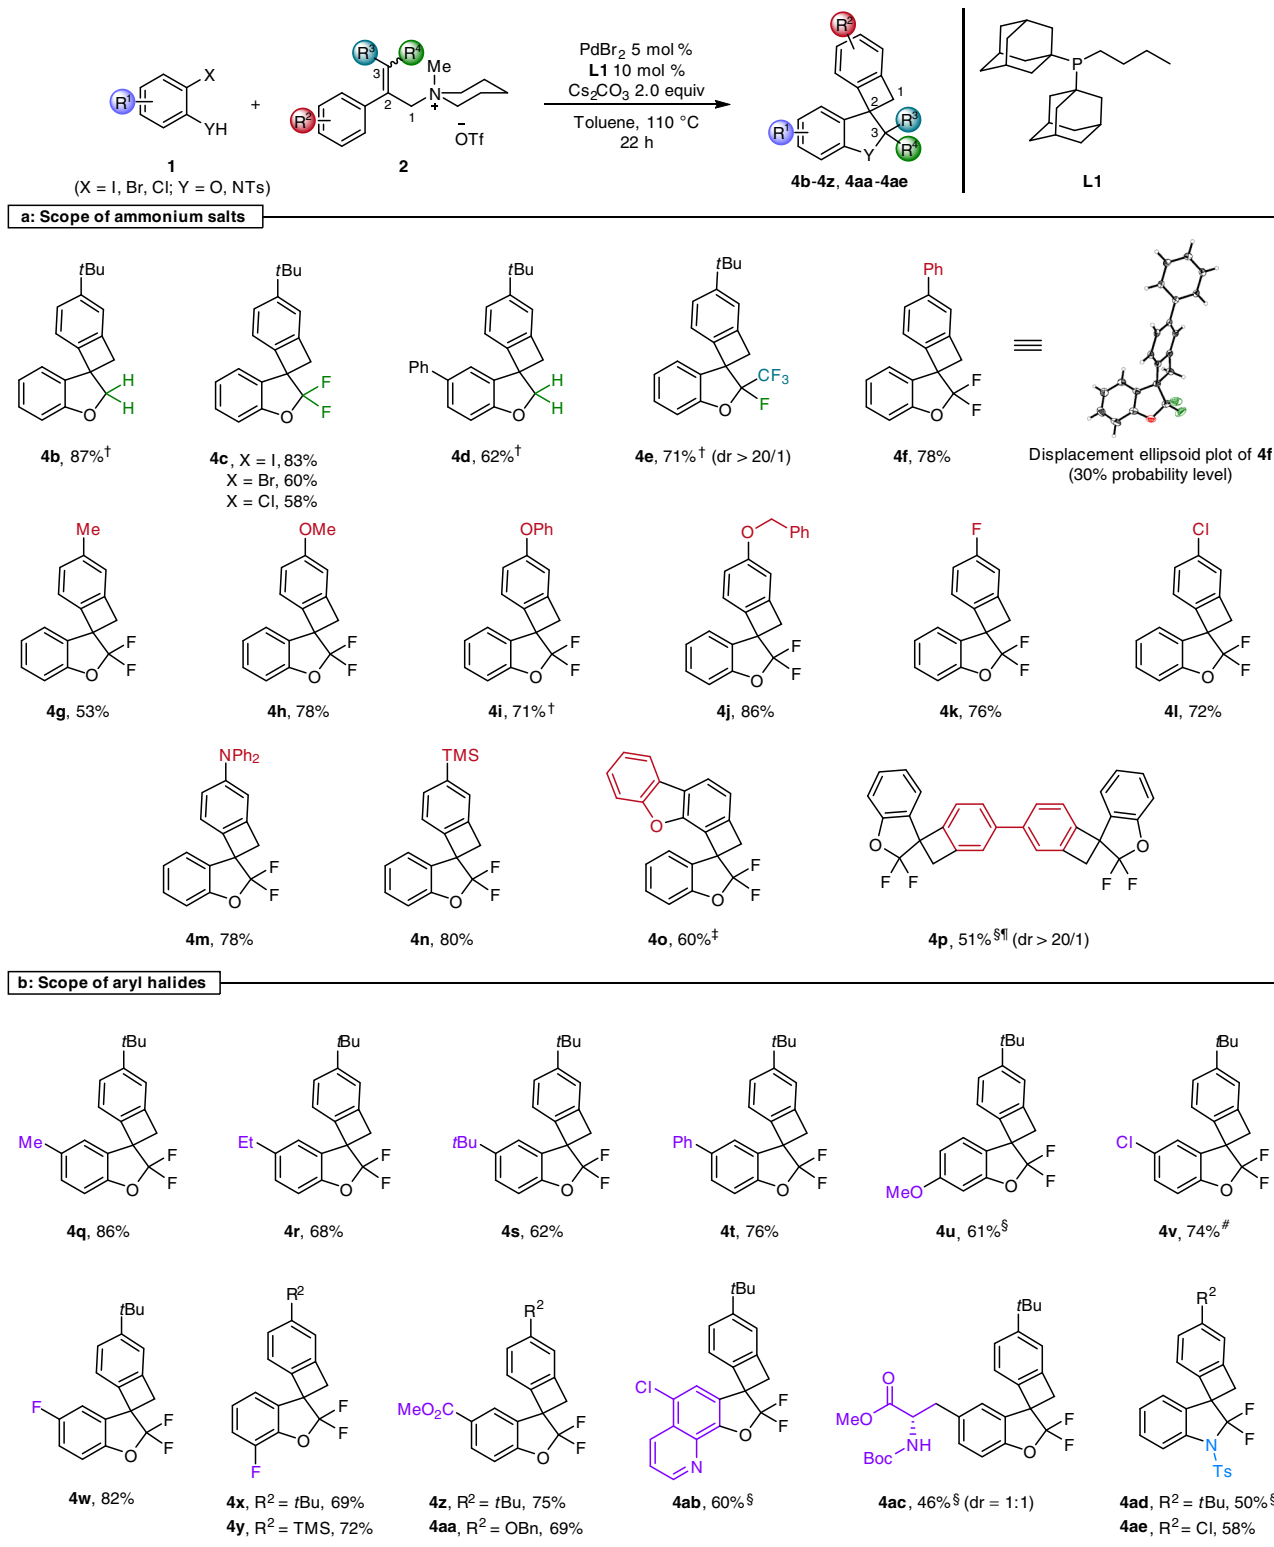 R¹ X YH
1
(X = I, Br, Cl; Y = O, NTs)
+
R³ R⁴ 3 Me N + 2 1 R²
⁻OTf
2
PdBr₂ 5 mol %
L1 10 mol %
Cs₂CO₃ 2.0 equiv
Toluene, 110 °C
22 h
R² 1 2 R³ 3 R¹ Y R⁴
4b-4z, 4aa-4ae
P
L1
a: Scope of ammonium salts
tBu H H O
4b, 87%†
tBu F F O
4c, X = I, 83%
X = Br, 60%
X = Cl, 58%
tBu Ph H H O
4d, 62%†
tBu CF₃ F O
4e, 71%† (dr > 20/1)
Ph F F O
4f, 78%
Displacement ellipsoid plot of 4f
(30% probability level)
Me F F O
4g, 53%
OMe F F O
4h, 78%
OPh F F O
4i, 71%†
O Ph F F O
4j, 86%
F F F O
4k, 76%
Cl F F O
4l, 72%
NPh₂ F F O
4m, 78%
TMS F F O
4n, 80%
O F F O
4o, 60%‡
O F F F F O
4p, 51%§¶ (dr > 20/1)
b: Scope of aryl halides
tBu Me F F O
4q, 86%
tBu Et F F O
4r, 68%
tBu tBu F F O
4s, 62%
tBu Ph F F O
4t, 76%
tBu MeO F F O
4u, 61%§
tBu Cl F F O
4v, 74%#
tBu F F F O
4w, 82%
R² F F O F
4x, R² = tBu, 69%
4y, R² = TMS, 72%
R² MeO₂C F F O
4z, R² = tBu, 75%
4aa, R² = OBn, 69%
tBu Cl F F O N
4ab, 60%§
tBu O MeO NH Boc F F O
4ac, 46%§ (dr = 1:1)
R² F F N Ts
4ad, R² = tBu, 50%§
4ae, R² = Cl, 58%